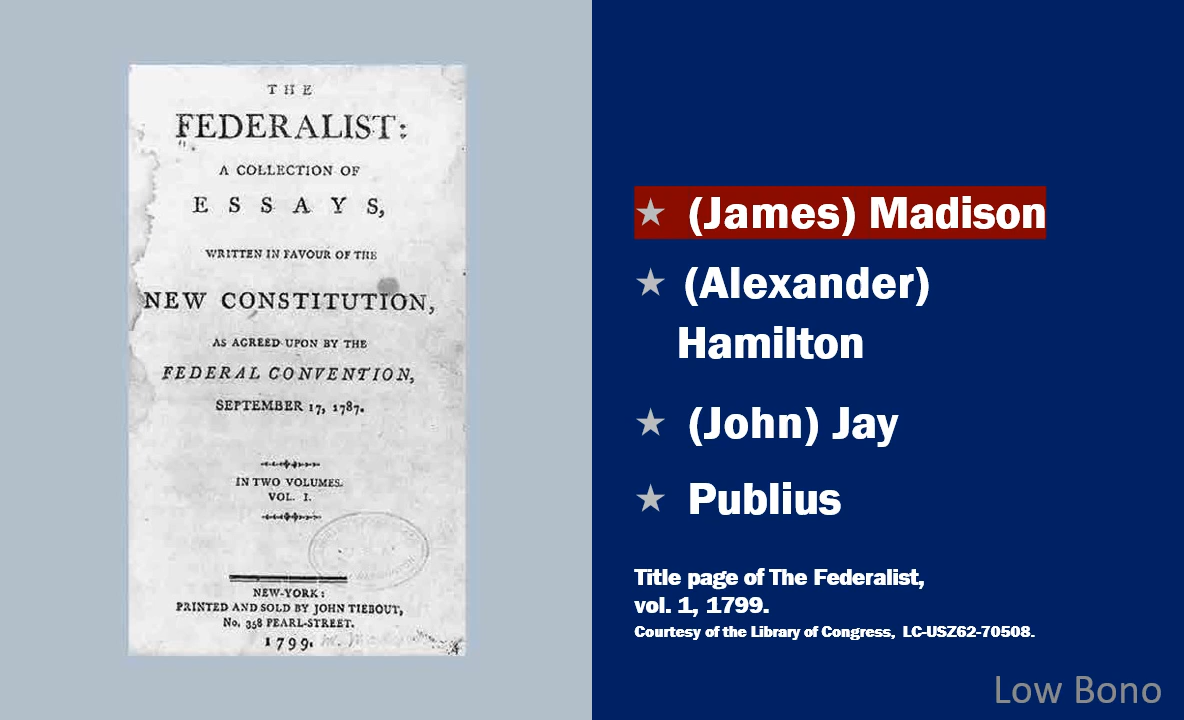 THE
FEDERALIST:
A COLLECTION OF
ESSAYS,
WRITTEN IN FAVOUR OF THE
NEW CONSTITUTION,
AS AGREED UPON BY THE
FEDERAL CONVENTION,
SEPTEMBER 17, 1787.
IN TWO VOLUMES.
VOL. I.
NEW-YORK:
PRINTED AND SOLD BY JOHN TIEBOUT,
No. 358 PEARL-STREET.
1799.
★ (James) Madison
★ (Alexander)
Hamilton
★ (John) Jay
★ Publius
Title page of The Federalist,
vol. 1, 1799.
Courtesy of the Library of Congress, LC-USZ62-70508.
Low Bono